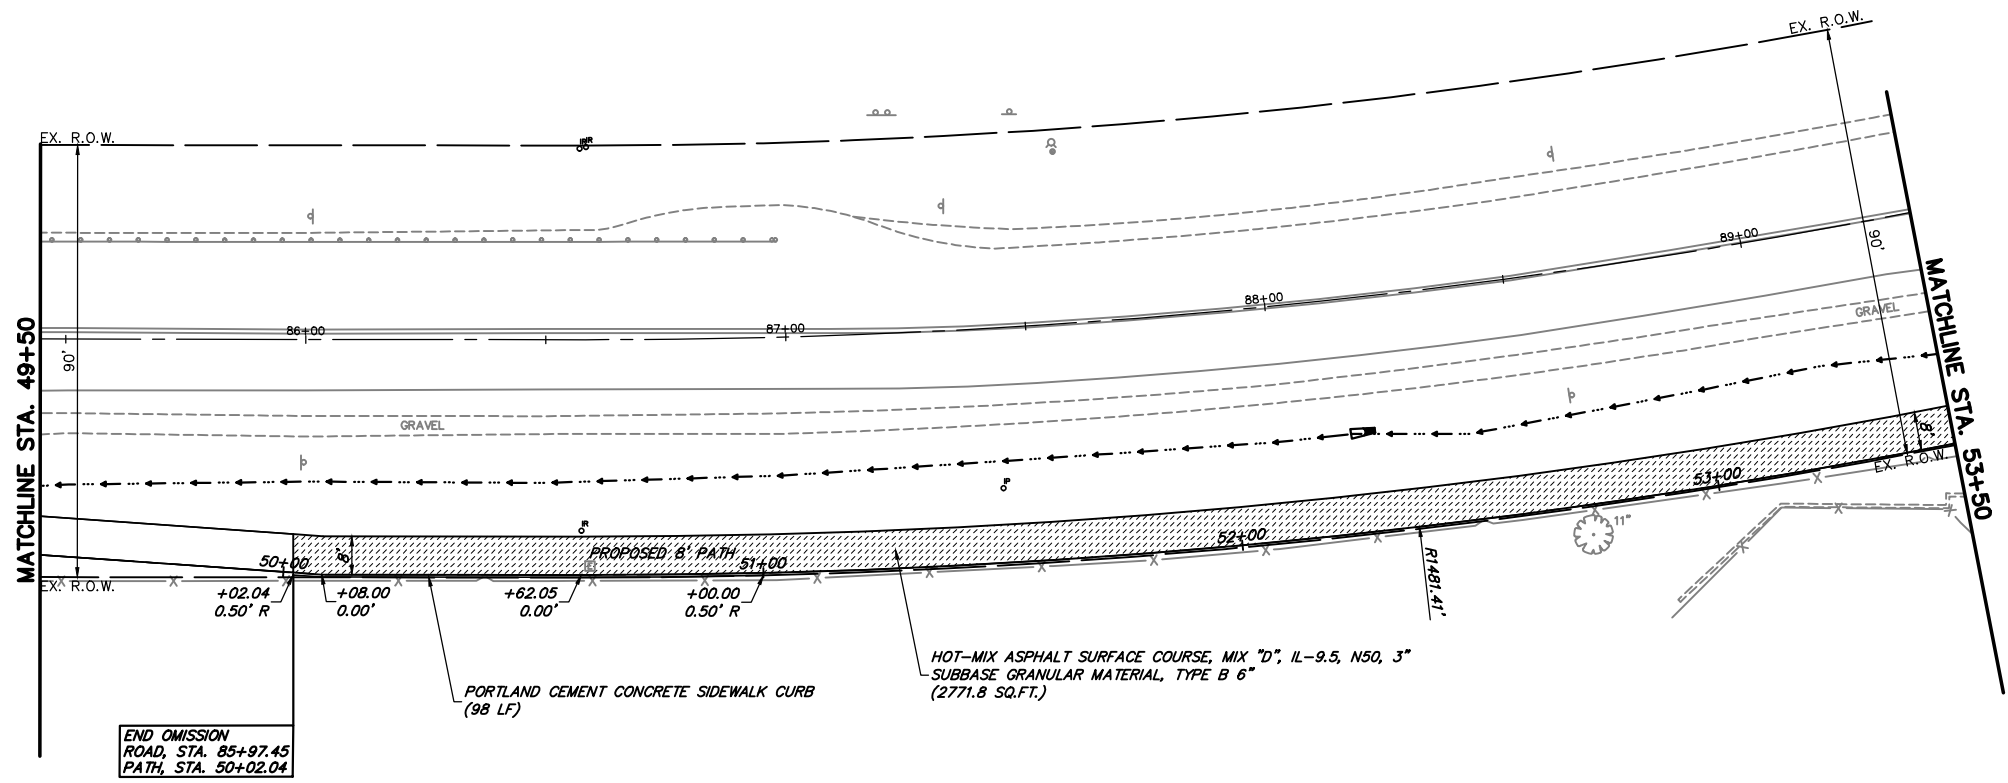 EX. R.O.W.
EX. R.O.W.
IR
IR
86+00
87+00
88+00
89+00
90'
90'
MATCHLINE STA. 49+50
MATCHLINE STA. 53+50
GRAVEL
GRAVEL
IP
IR
8'
8'
PROPOSED 8' PATH
E
50+00
51+00
52+00
53+00
EX. R.O.W.
EX. R.O.W.
11"
R1481.41'
+02.04
0.50' R
+08.00
0.00'
+62.05
0.00'
+00.00
0.50' R
HOT-MIX ASPHALT SURFACE COURSE, MIX "D", IL-9.5, N50, 3"
SUBBASE GRANULAR MATERIAL, TYPE B 6"
(2771.8 SQ.FT.)
PORTLAND CEMENT CONCRETE SIDEWALK CURB
(98 LF)
END OMISSION
ROAD, STA. 85+97.45
PATH, STA. 50+02.04